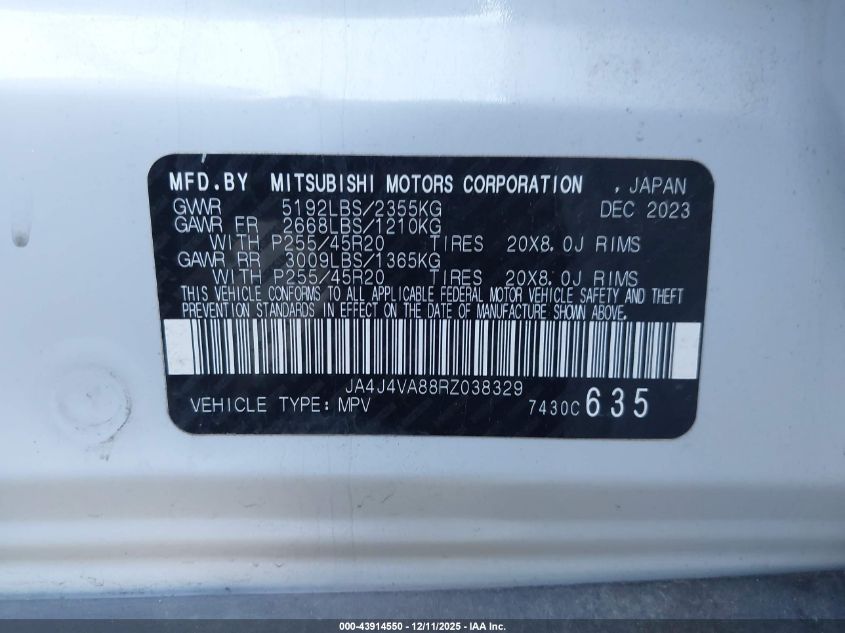 MFD.BY MITSUBISHI MOTORS CORPORATION , JAPAN
GWWR 5192LBS/2355KG DEC 2023
GAWR FR 2668LBS/1210KG
WITH P255/45R20 TIRES 20X8.0J RIMS
GAWR RR 3009LBS/1365KG
WITH P255/45R20 TIRES 20X8.0J RIMS
THIS VEHICLE CONFORMS TO ALL APPLICABLE FEDERAL MOTOR VEHICLE SAFETY AND THEFT
PREVENTION STANDARDS IN EFFECT ON THE DATE OF MANUFACTURE SHOWN ABOVE.
JA4J4VA88RZ038329
VEHICLE TYPE: MPV 7430C 635
000-43914550 - 12/11/2025 - IAA Inc.